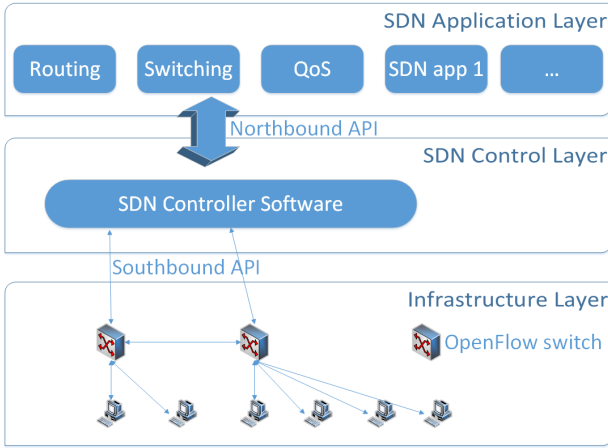 SDN Application Layer
Routing
Switching
QoS
SDN app 1
...
Northbound API
SDN Control Layer
SDN Controller Software
Southbound API
Infrastructure Layer
OpenFlow switch